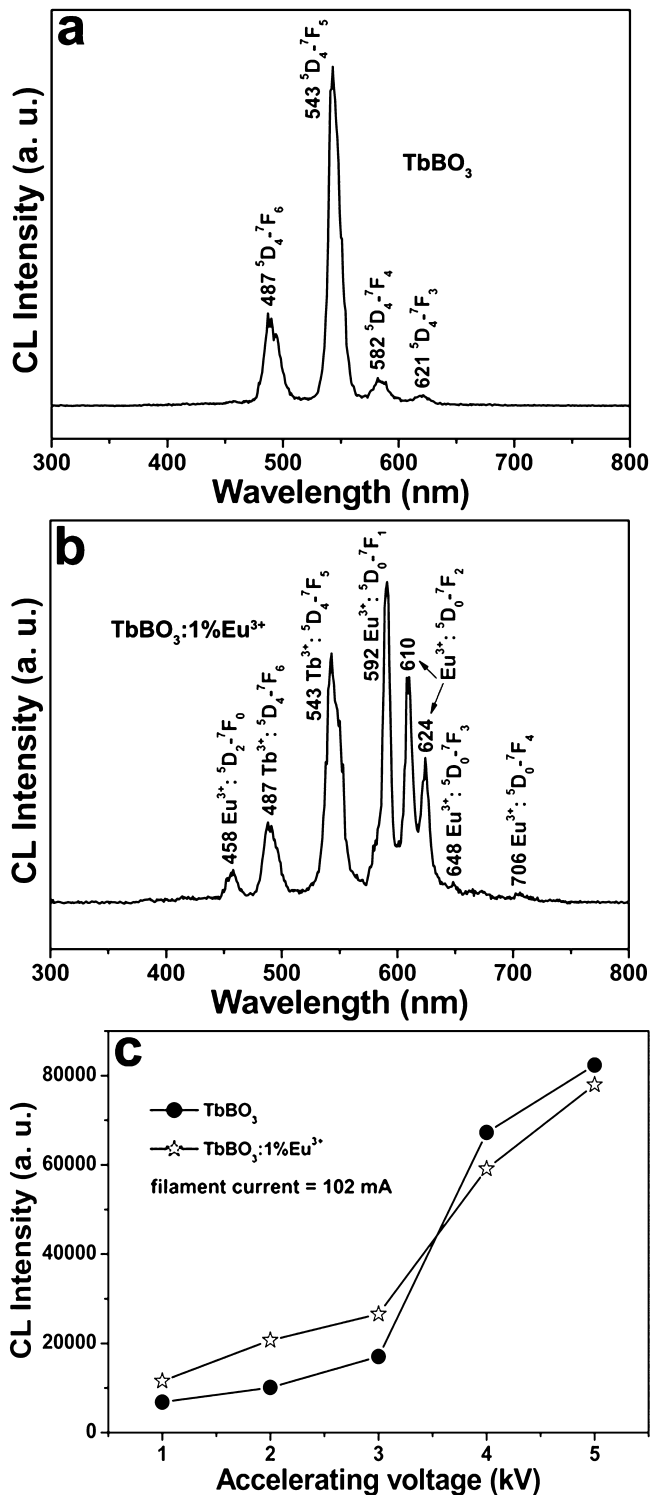 a
CL Intensity (a. u.)
487 ⁵D₄-⁷F₆
543 ⁵D₄-⁷F₅
582 ⁵D₄-⁷F₄
621 ⁵D₄-⁷F₃
TbBO₃
300 400 500 600 700 800
Wavelength (nm)
b
CL Intensity (a. u.)
TbBO₃:1%Eu³⁺
458 Eu³⁺: ⁵D₂-⁷F₀
487 Tb³⁺: ⁵D₄-⁷F₆
543 Tb³⁺: ⁵D₄-⁷F₅
592 Eu³⁺: ⁵D₀-⁷F₁
610
624
Eu³⁺: ⁵D₀-⁷F₂
648 Eu³⁺: ⁵D₀-⁷F₃
706 Eu³⁺: ⁵D₀-⁷F₄
300 400 500 600 700 800
Wavelength (nm)
c
CL Intensity (a. u.)
80000
60000
40000
20000
0
TbBO₃
TbBO₃:1%Eu³⁺
filament current = 102 mA
1 2 3 4 5
Accelerating voltage (kV)